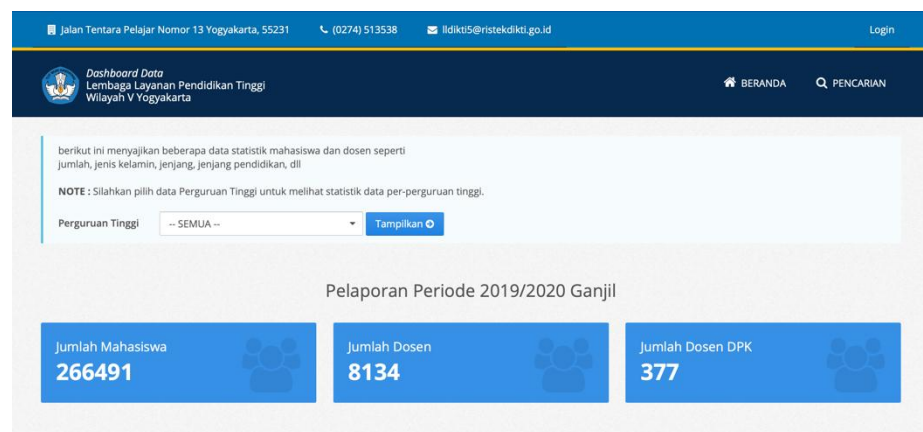 Jalan Tentara Pelajar Nomor 13 Yogyakarta, 55231 (0274) 513538 lldikti5@ristekdikti.go.id Login
Dashboard Data
Lembaga Layanan Pendidikan Tinggi
Wilayah V Yogyakarta
BERANDA PENCARIAN
berikut ini menyajikan beberapa data statistik mahasiswa dan dosen seperti
jumlah, jenis kelamin, jenjang, jenjang pendidikan, dll
NOTE : Silahkan pilih data Perguruan Tinggi untuk melihat statistik data per-perguruan tinggi.
Perguruan Tinggi -- SEMUA -- Tampilkan
Pelaporan Periode 2019/2020 Ganjil
Jumlah Mahasiswa
266491
Jumlah Dosen
8134
Jumlah Dosen DPK
377